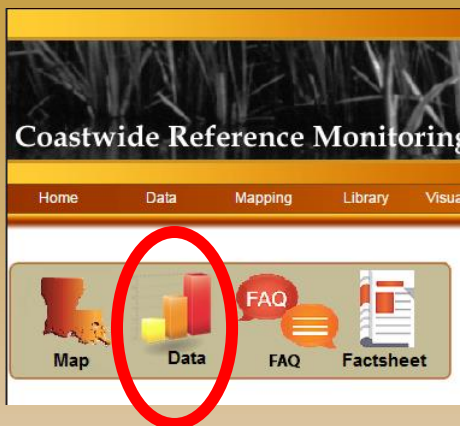 Coastwide Reference Monitoring
Home Data Mapping Library
FAQ
Map Data FAQ Factsheet